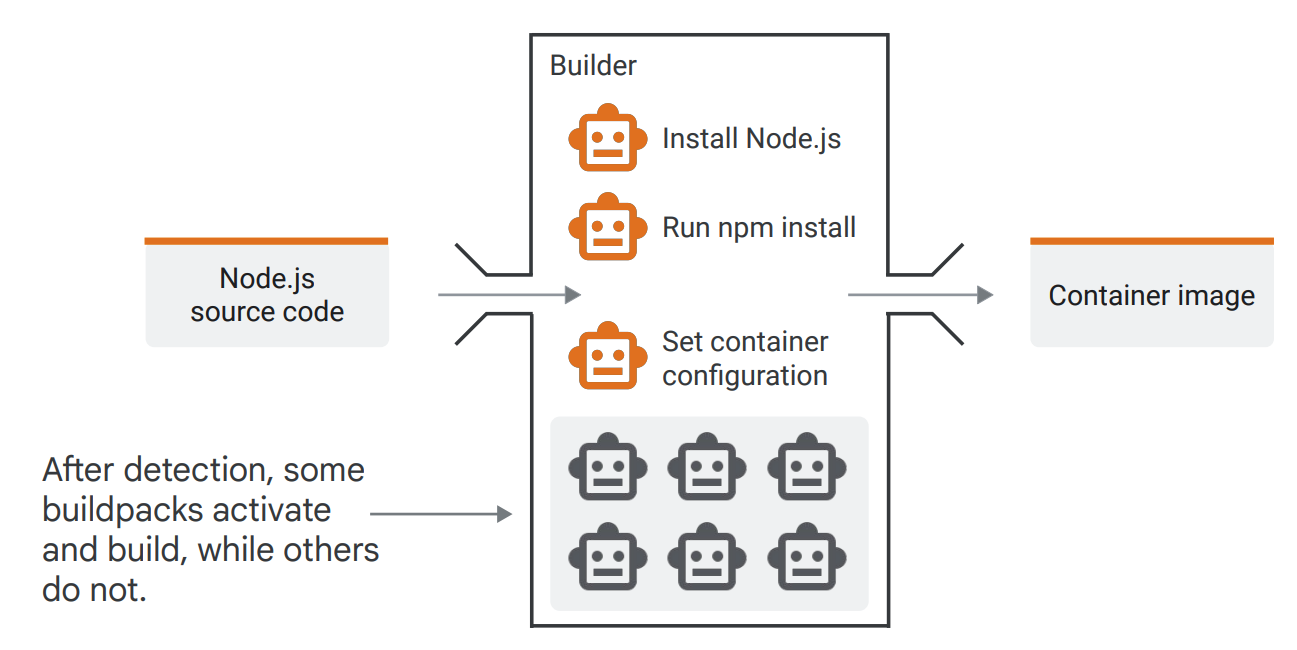 Builder
Install Node.js
Run npm install
Node.js
source code
Container image
Set container
configuration
After detection, some
buildpacks activate
and build, while others
do not.